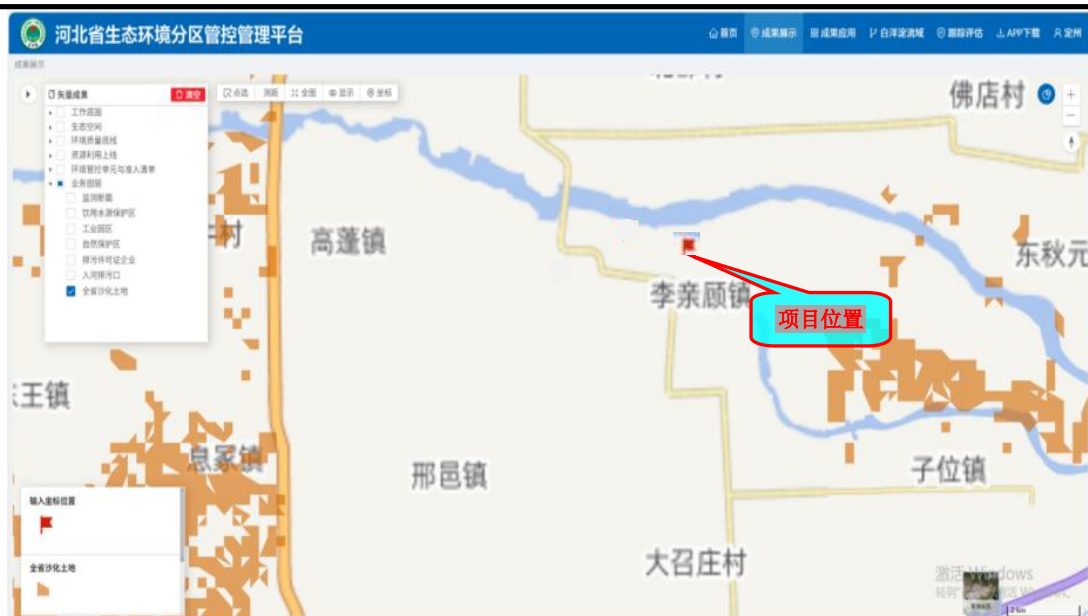 河北省生态环境分区管控管理平台
首页 成果展示 成果应用 白洋淀流域 跟踪评估 APP下载 定州
成果展示
矢量成果 清空
点选 测距 全图 显示 坐标
工作底图
生态空间
环境质量底线
资源利用上线
环境管控单元与准入清单
业务图层
监测断面
饮用水源保护区
工业园区
自然保护区
排污许可证企业
入河排污口
全省沙化土地
佛店村
村
高蓬镇
东秋元
李亲顾镇
项目位置
王镇
息冢镇
邢邑镇
子位镇
大召庄村
输入坐标位置
全省沙化土地
激活 Windows